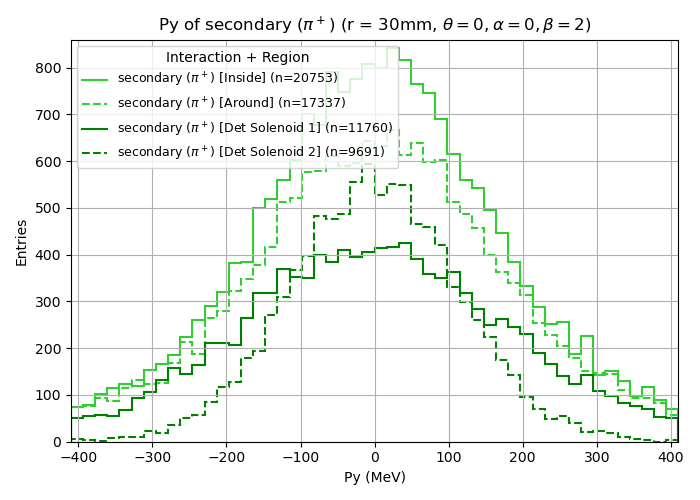 Py of secondary (π⁺) (r = 30mm, θ = 0, α = 0, β = 2)
Interaction + Region
secondary (π⁺) [Inside] (n=20753)
secondary (π⁺) [Around] (n=17337)
secondary (π⁺) [Det Solenoid 1] (n=11760)
secondary (π⁺) [Det Solenoid 2] (n=9691)
Entries
800
700
600
500
400
300
200
100
0
−400 −300 −200 −100 0 100 200 300 400
Py (MeV)